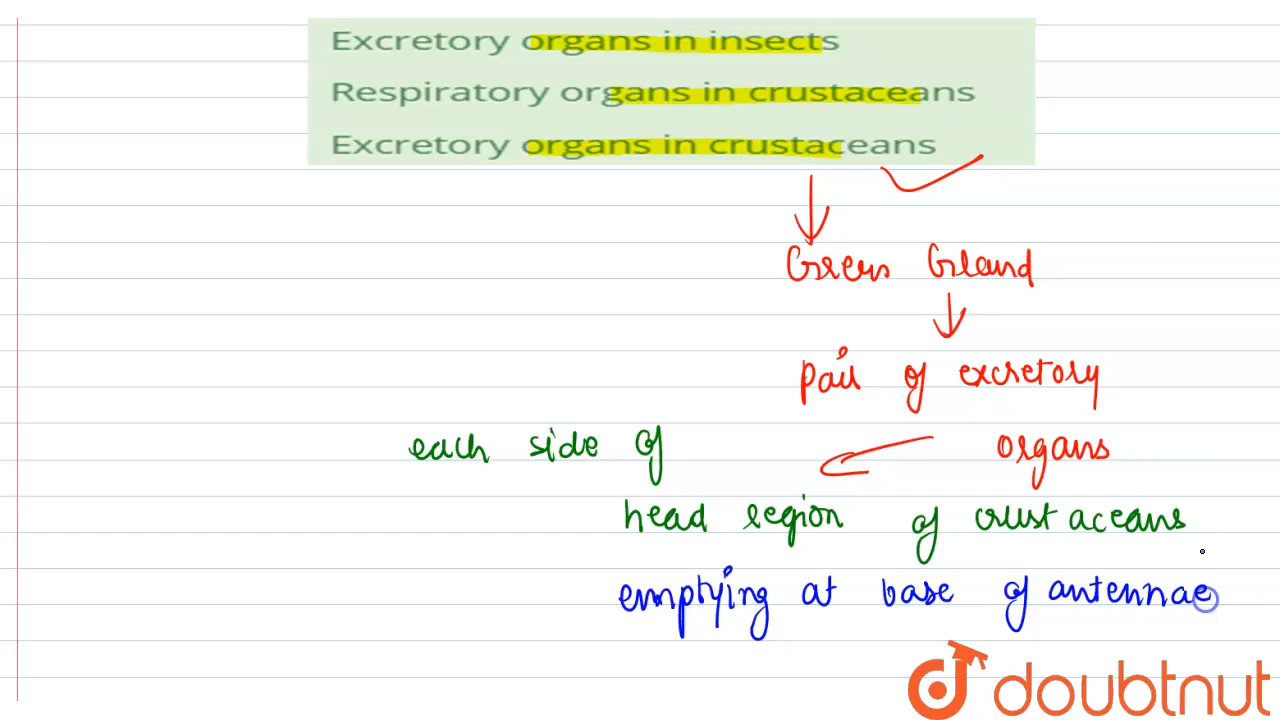 Excretory organs in insects
Respiratory organs in crustaceans
Excretory organs in crustaceans
Green Gland
Pair of excretory
organs
each side of
head region of crustaceans
emptying at base of antennae
doubtnut